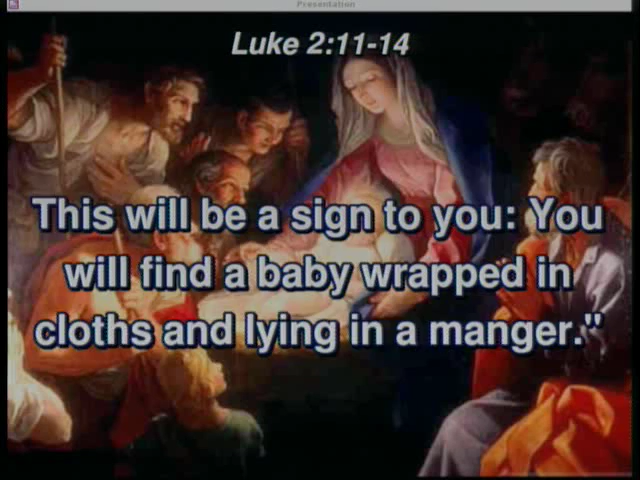 Presentation
Luke 2:11-14
This will be a sign to you: You
will find a baby wrapped in
cloths and lying in a manger."